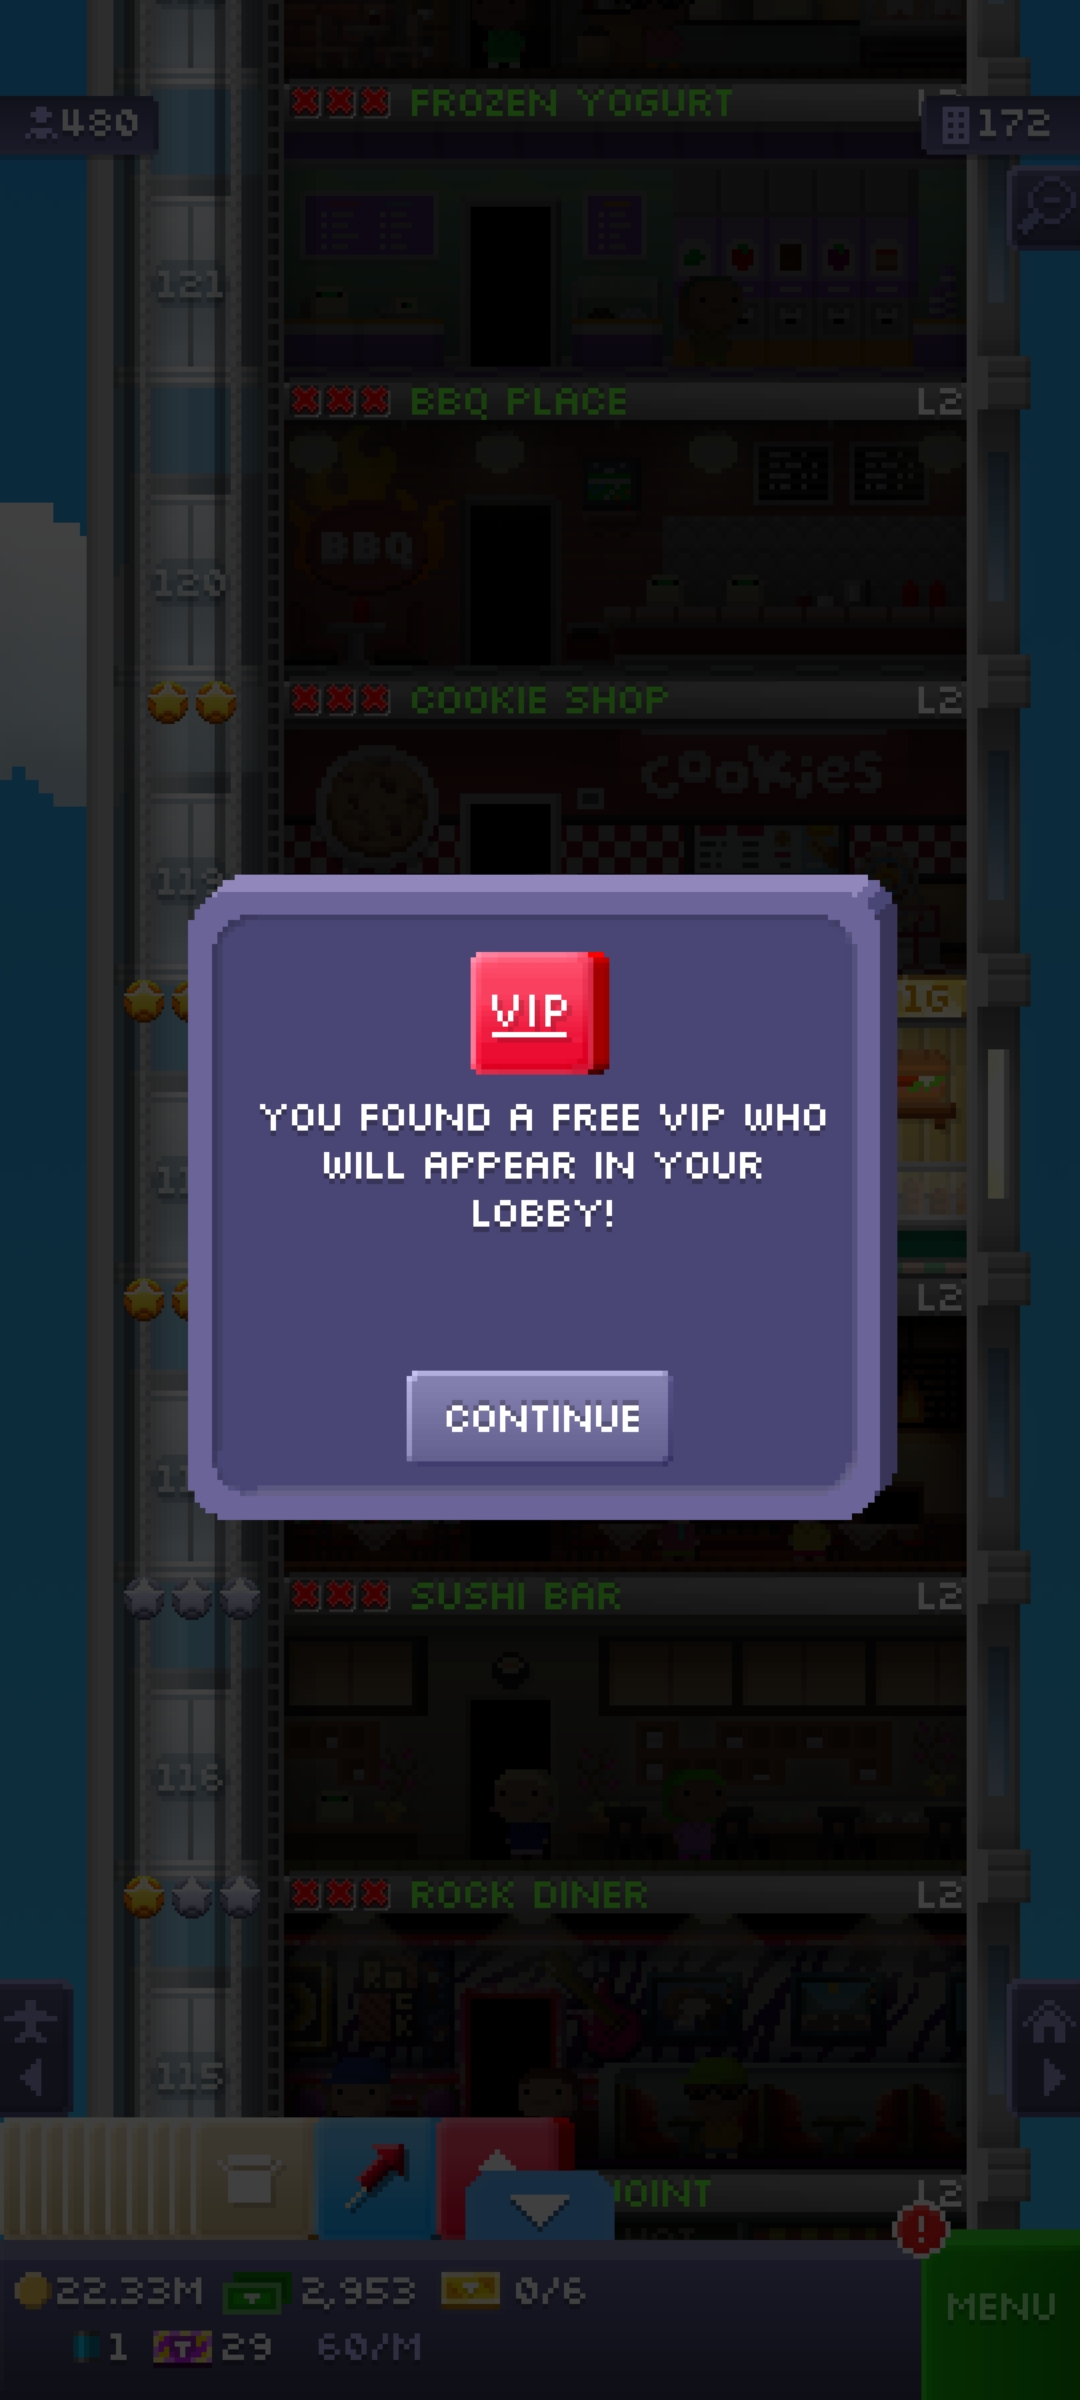 FROZEN YOGURT
480
172
121
BBQ PLACE L2
BBQ
120
COOKIE SHOP L2
COOKIES
119
1G
VIP
YOU FOUND A FREE VIP WHO
WILL APPEAR IN YOUR
LOBBY!
L2
CONTINUE
SUSHI BAR L2
116
ROCK DINER L2
115
JOINT L2
22.33M 2,953 0/6
MENU
1 29 60/M